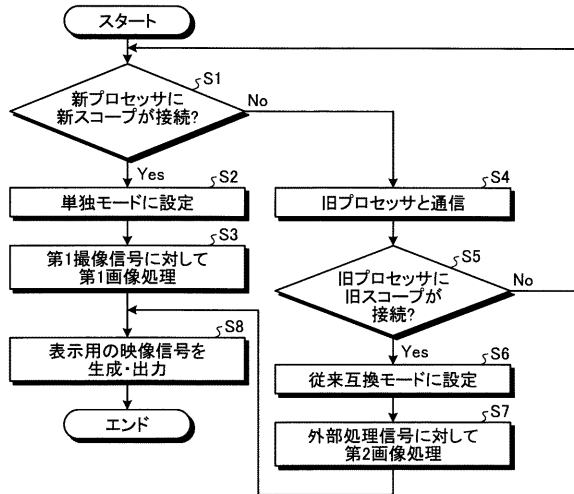 スタート
S1
新プロセッサに
新スコープが接続?
No
Yes
S2
単独モードに設定
S3
第1撮像信号に対して
第1画像処理
S4
旧プロセッサと通信
S5
旧プロセッサに
旧スコープが
接続?
No
Yes
S6
従来互換モードに設定
S7
外部処理信号に対して
第2画像処理
S8
表示用の映像信号を
生成・出力
エンド